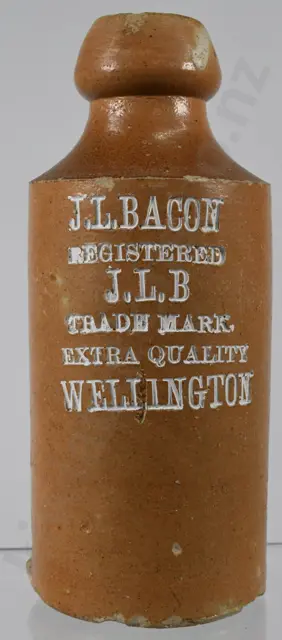 J.L.BACON
REGISTERED
J.L.B
TRADE MARK.
EXTRA QUALITY
WELLINGTON